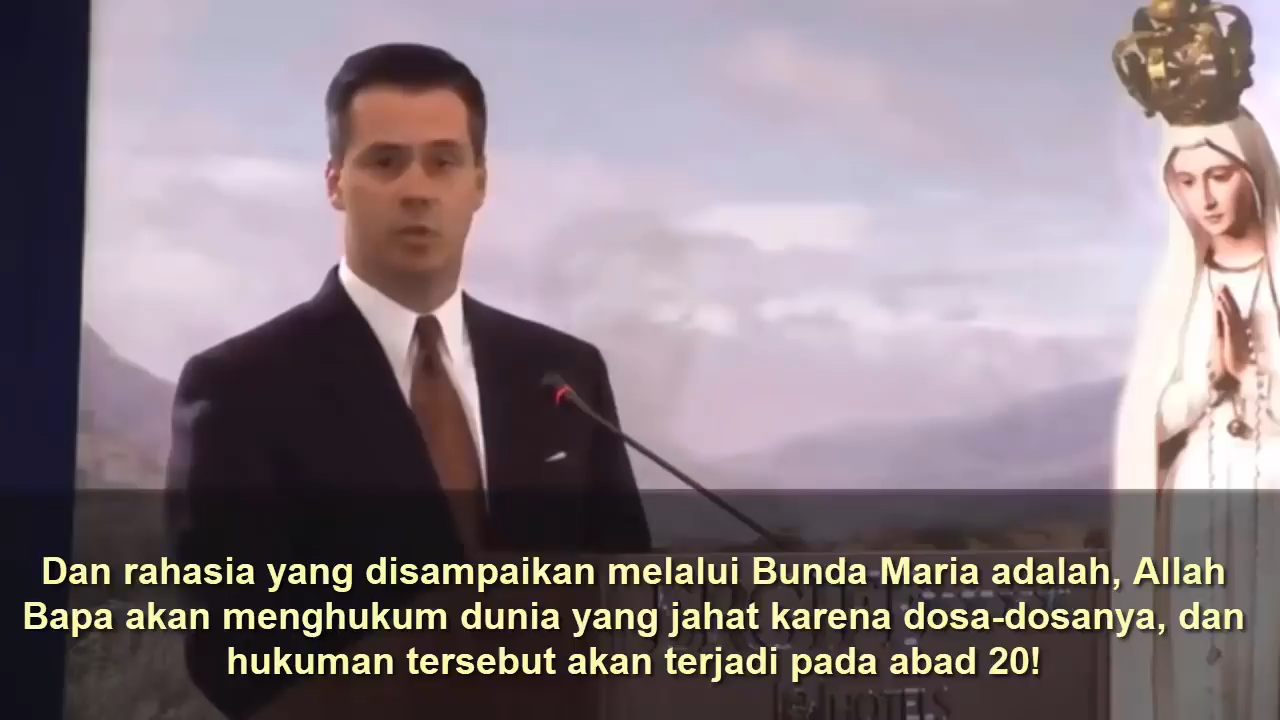 Dan rahasia yang disampaikan melalui Bunda Maria adalah, Allah
Bapa akan menghukum dunia yang jahat karena dosa-dosanya, dan
hukuman tersebut akan terjadi pada abad 20!
HOTELS